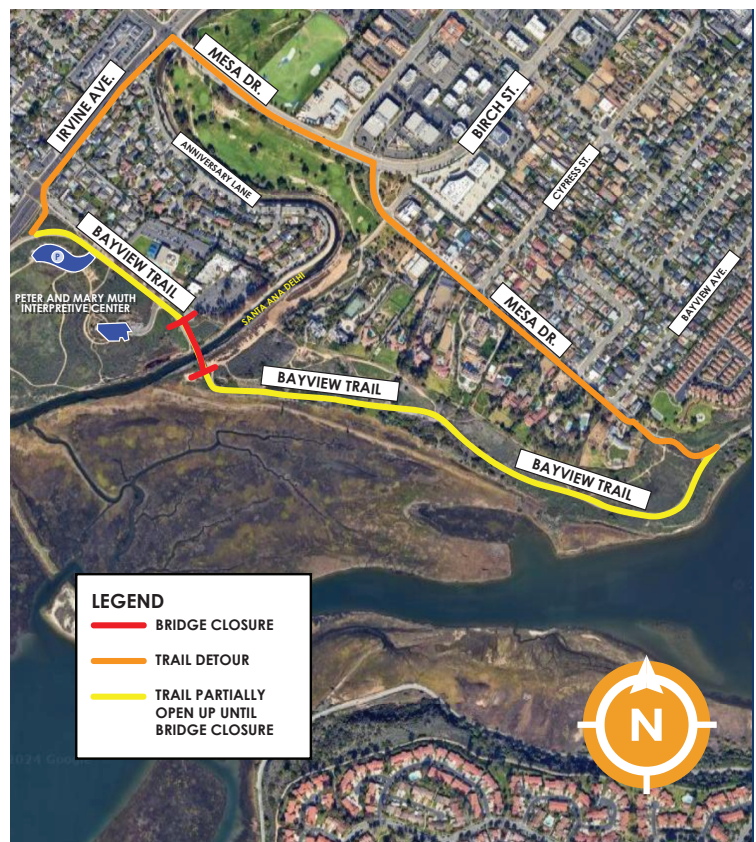 IRVINE AVE.
MESA DR.
BIRCH ST.
ANNIVERSARY LANE
CYPRESS ST.
BAYVIEW TRAIL
P
PETER AND MARY MUTH
INTERPRETIVE CENTER
SANTA ANA DELHI
BAYVIEW AVE.
MESA DR.
BAYVIEW TRAIL
BAYVIEW TRAIL
LEGEND
BRIDGE CLOSURE
TRAIL DETOUR
TRAIL PARTIALLY
OPEN UP UNTIL
BRIDGE CLOSURE
N